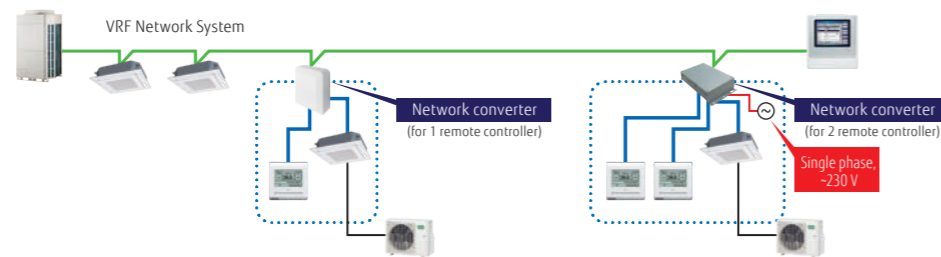 VRF Network System
Network converter
(for 1 remote controller)
Network converter
(for 2 remote controller)
Single phase,
~230 V